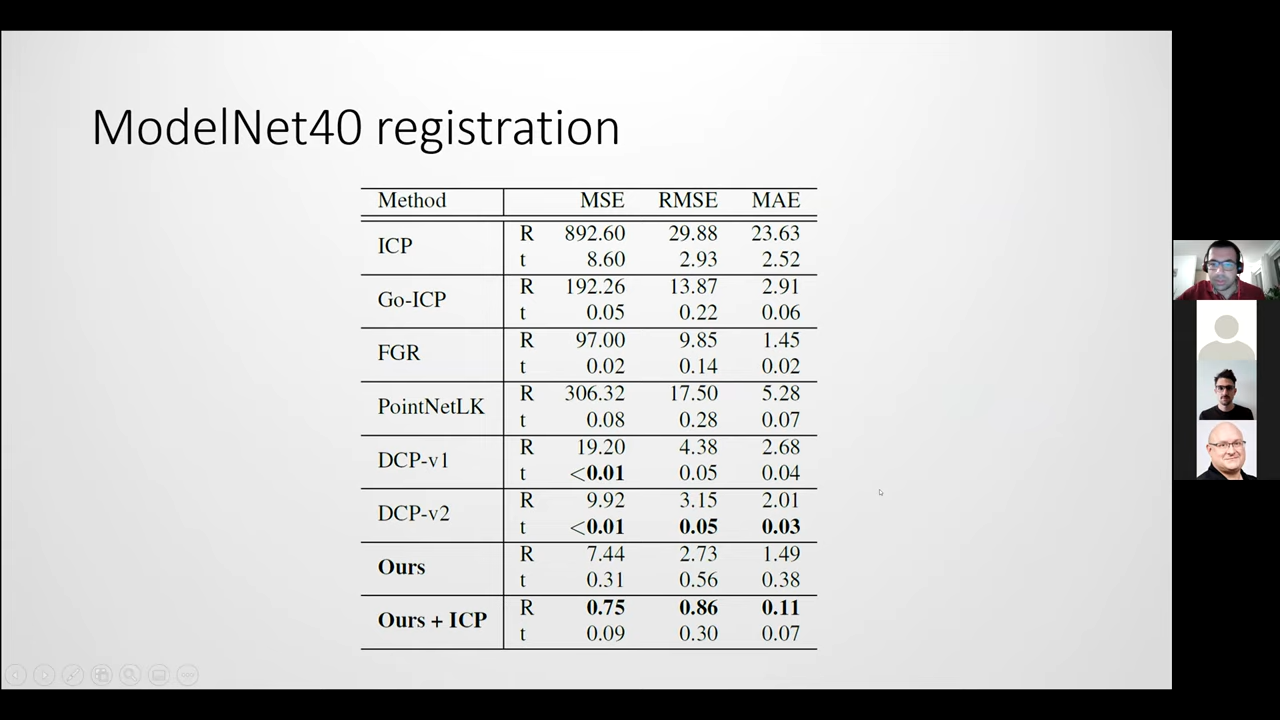 ModelNet40 registration
Method MSE RMSE MAE
ICP R 892.60 29.88 23.63
t 8.60 2.93 2.52
Go-ICP R 192.26 13.87 2.91
t 0.05 0.22 0.06
FGR R 97.00 9.85 1.45
t 0.02 0.14 0.02
PointNetLK R 306.32 17.50 5.28
t 0.08 0.28 0.07
DCP-v1 R 19.20 4.38 2.68
t <0.01 0.05 0.04
DCP-v2 R 9.92 3.15 2.01
t <0.01 0.05 0.03
Ours R 7.44 2.73 1.49
t 0.31 0.56 0.38
Ours + ICP R 0.75 0.86 0.11
t 0.09 0.30 0.07